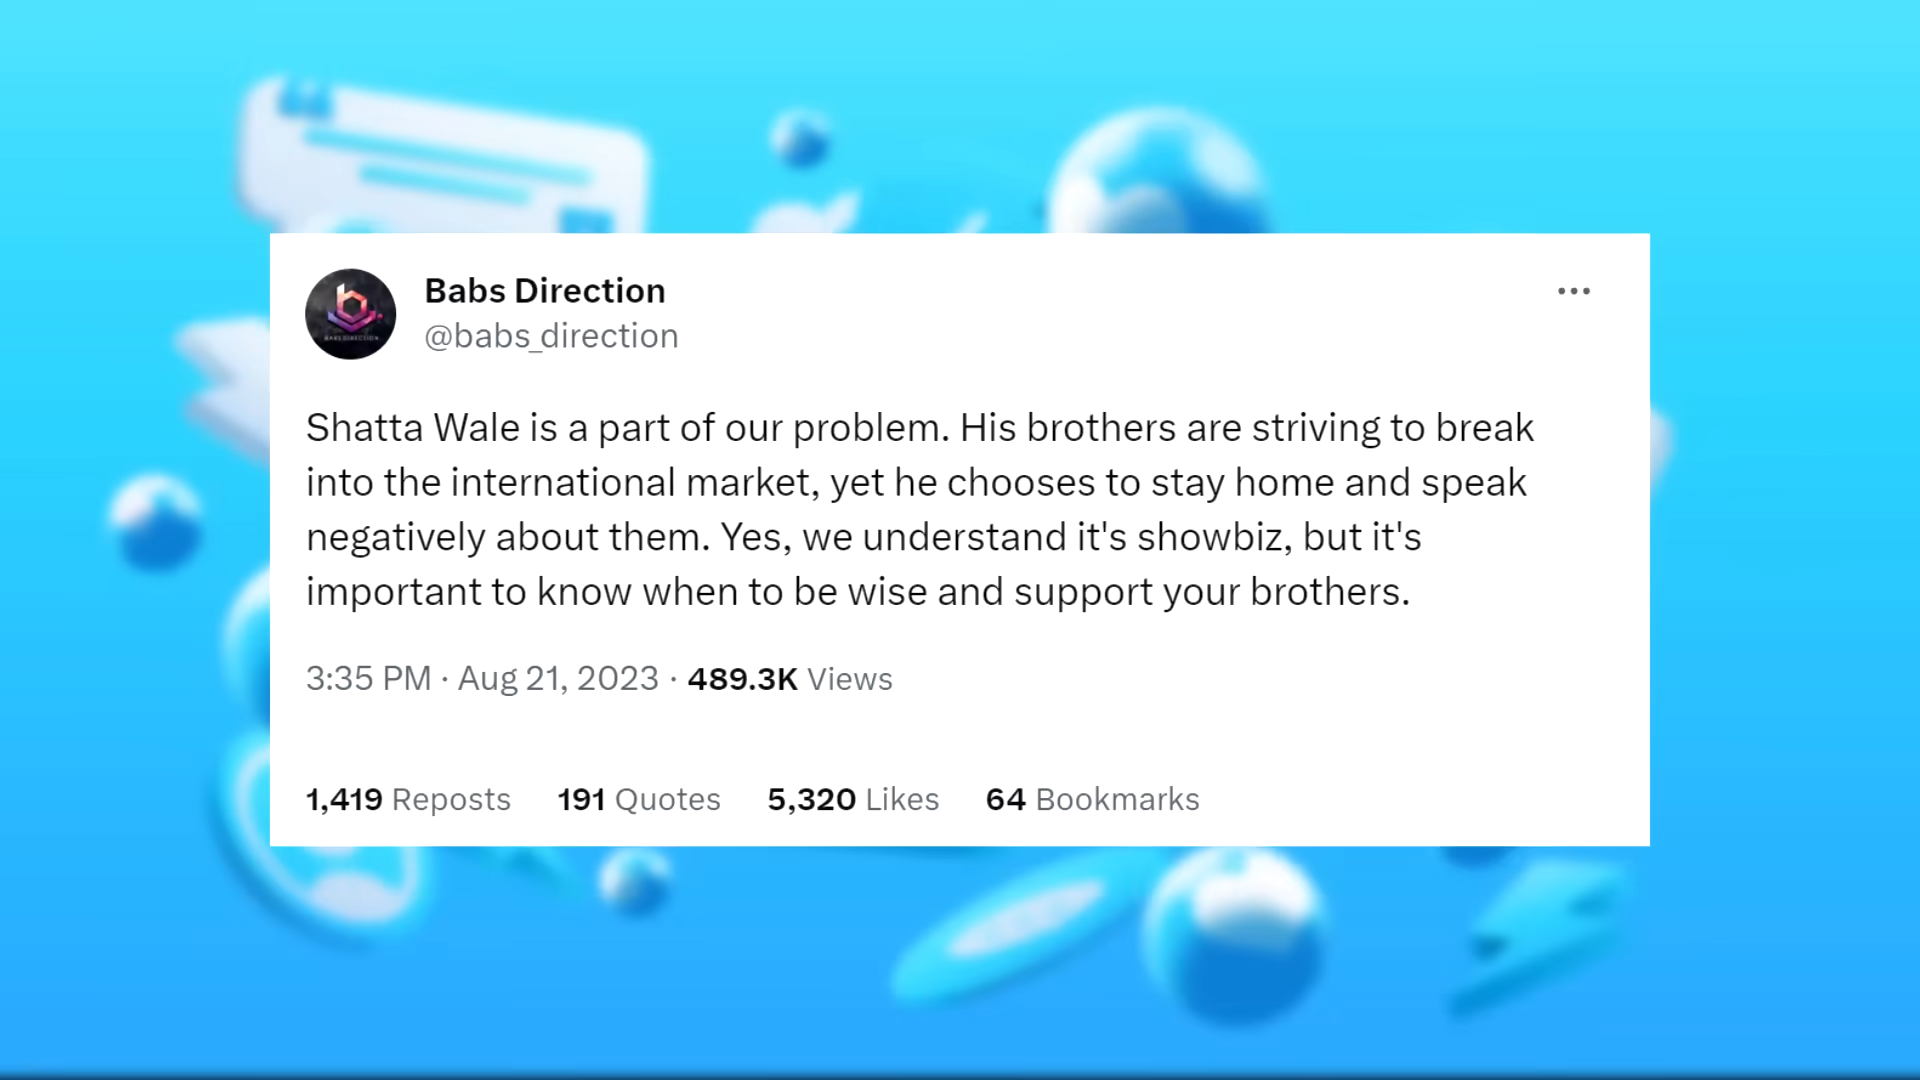 Babs Direction
@babs_direction
Shatta Wale is a part of our problem. His brothers are striving to break
into the international market, yet he chooses to stay home and speak
negatively about them. Yes, we understand it's showbiz, but it's
important to know when to be wise and support your brothers.
3:35 PM · Aug 21, 2023 · 489.3K Views
1,419 Reposts 191 Quotes 5,320 Likes 64 Bookmarks